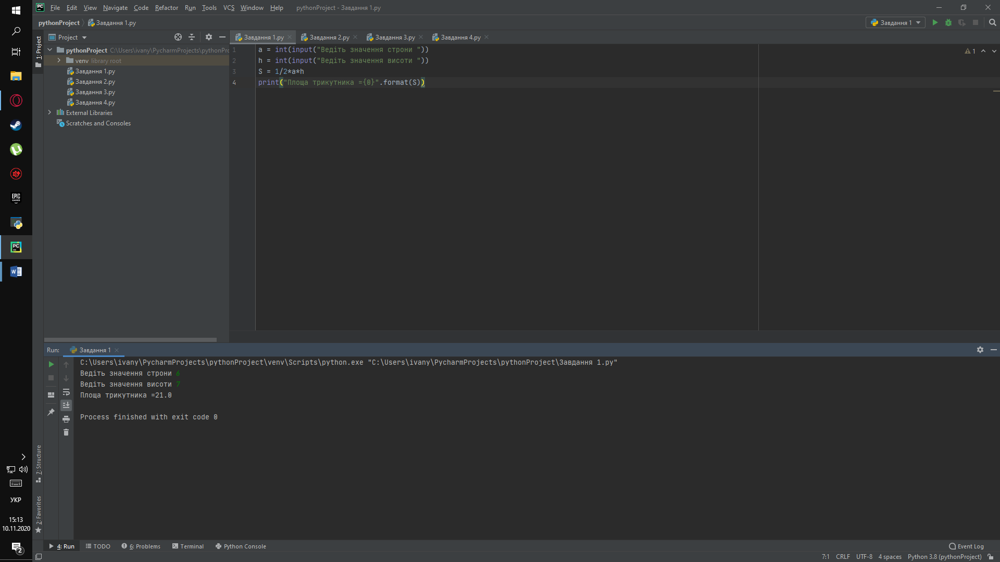 File Edit View Navigate Code Refactor Run Tools VCS Window Help pythonProject - Завдання 1.py
pythonProject Завдання 1.py
Завдання 1
Project
Завдання 1.py Завдання 2.py Завдання 3.py Завдання 4.py
1: Project
pythonProject C:\Users\ivany\PycharmProjects\pythonPro
venv library root
Завдання 1.py
Завдання 2.py
Завдання 3.py
Завдання 4.py
External Libraries
Scratches and Consoles
1 a = int(input("Ведіть значення строни "))
2 h = int(input("Ведіть значення висоти "))
3 S = 1/2*a*h
4 print("Площа трикутника ={0}".format(S))
1
EPIC GAMES
PC
W
Run: Завдання 1
C:\Users\ivany\PycharmProjects\pythonProject\venv\Scripts\python.exe "C:\Users\ivany\PycharmProjects\pythonProject\Завдання 1.py"
Ведіть значення строни 6
Ведіть значення висоти 7
Площа трикутника =21.0
Process finished with exit code 0
7: Structure
2: Favorites
УКР
15:13
10.11.2020
2
4: Run TODO 6: Problems Terminal Python Console Event Log
7:1 CRLF UTF-8 4 spaces Python 3.8 (pythonProject)